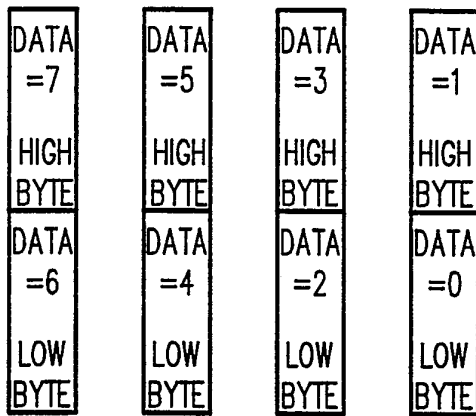 DATA DATA DATA DATA
=7 =5 =3 =1
HIGH HIGH HIGH HIGH
BYTE BYTE BYTE BYTE
DATA DATA DATA DATA
=6 =4 =2 =0
LOW LOW LOW LOW
BYTE BYTE BYTE BYTE